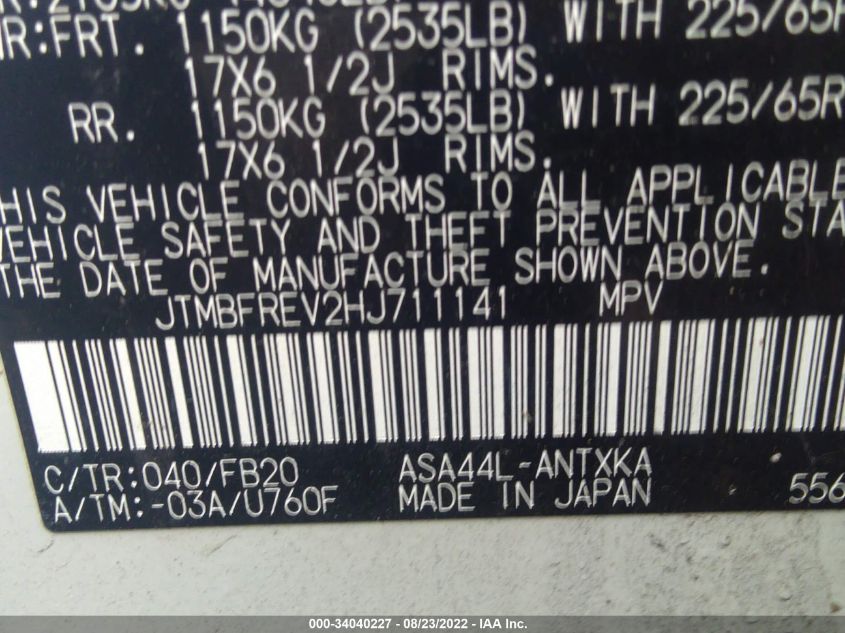 GAWR:FRT. 1150KG (2535LB) WITH 225/65R
17X6 1/2J RIMS.
RR. 1150KG (2535LB) WITH 225/65R
17X6 1/2J RIMS.
THIS VEHICLE CONFORMS TO ALL APPLICABLE
VEHICLE SAFETY AND THEFT PREVENTION STA
THE DATE OF MANUFACTURE SHOWN ABOVE.
JTMBFREV2HJ711141 MPV
C/TR:040/FB20 ASA44L-ANTXKA
A/TM:-03A/U760F MADE IN JAPAN 556
000-34040227 - 08/23/2022 - IAA Inc.